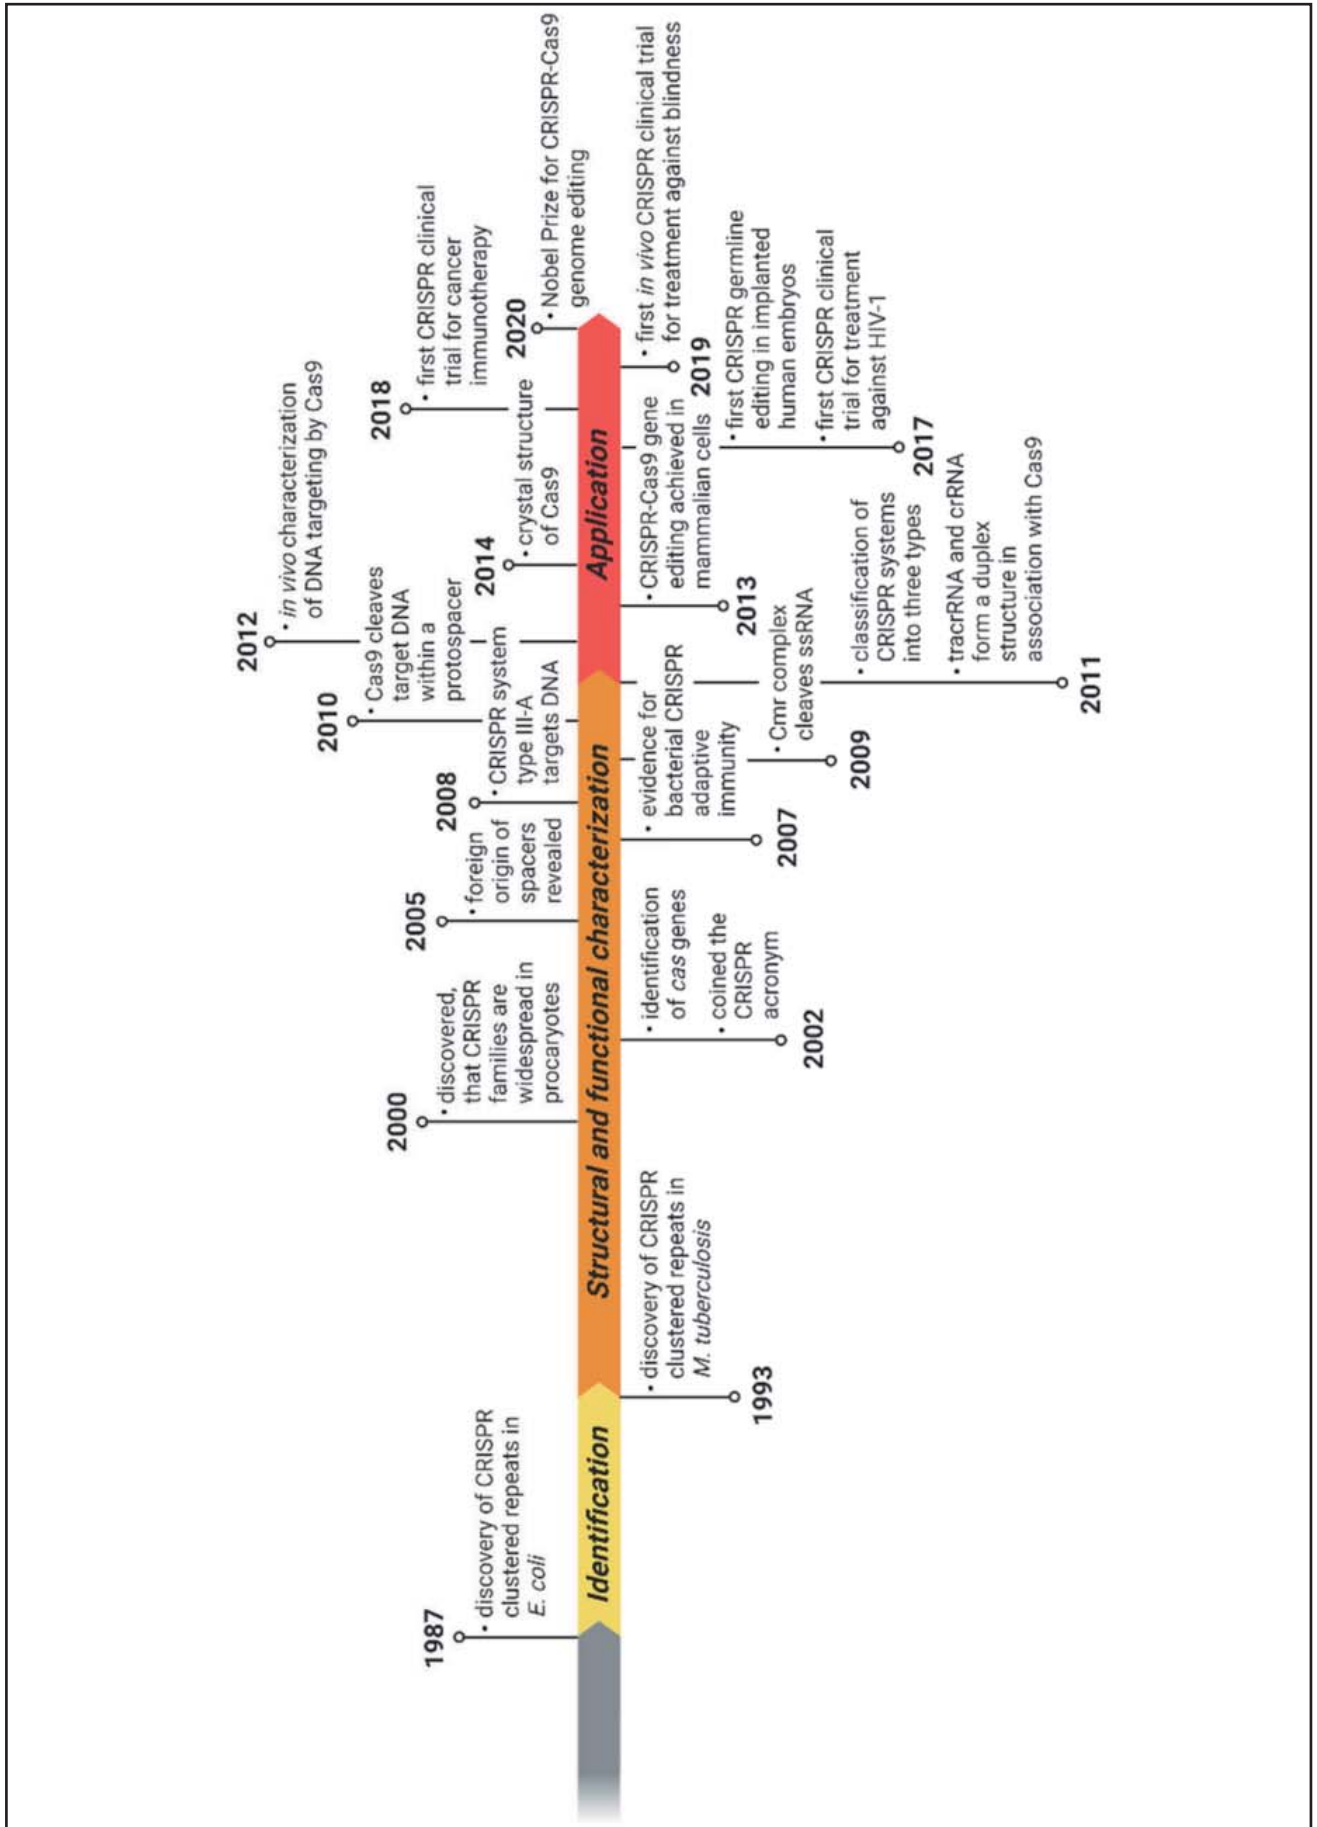 1987
• discovery of CRISPR
clustered repeats in
E. coli
1993
• discovery of CRISPR
clustered repeats in
M. tuberculosis
2000
• discovered,
that CRISPR
families are
widespread in
procaryotes
2002
• identification
of cas genes
• coined the
CRISPR
acronym
2005
• foreign
origin of
spacers
revealed
2007
• evidence for
bacterial CRISPR
adaptive
immunity
2008
• CRISPR system
type III-A
targets DNA
2009
• Cmr complex
cleaves ssRNA
2010
• Cas9 cleaves
target DNA
within a
protospacer
2011
• classification of
CRISPR systems
into three types
• tracrRNA and crRNA
form a duplex
structure in
association with Cas9
2012
• in vivo characterization
of DNA targeting by Cas9
2013
• CRISPR-Cas9 gene
editing achieved in
mammalian cells
2014
• crystal structure
of Cas9
2017
• first CRISPR germline
editing in implanted
human embryos
• first CRISPR clinical
trial for treatment
against HIV-1
2018
• first CRISPR clinical
trial for cancer
immunotherapy
2019
• first in vivo CRISPR clinical trial
for treatment against blindness
2020
• Nobel Prize for CRISPR-Cas9
genome editing
Identification
Structural and functional characterization
Application